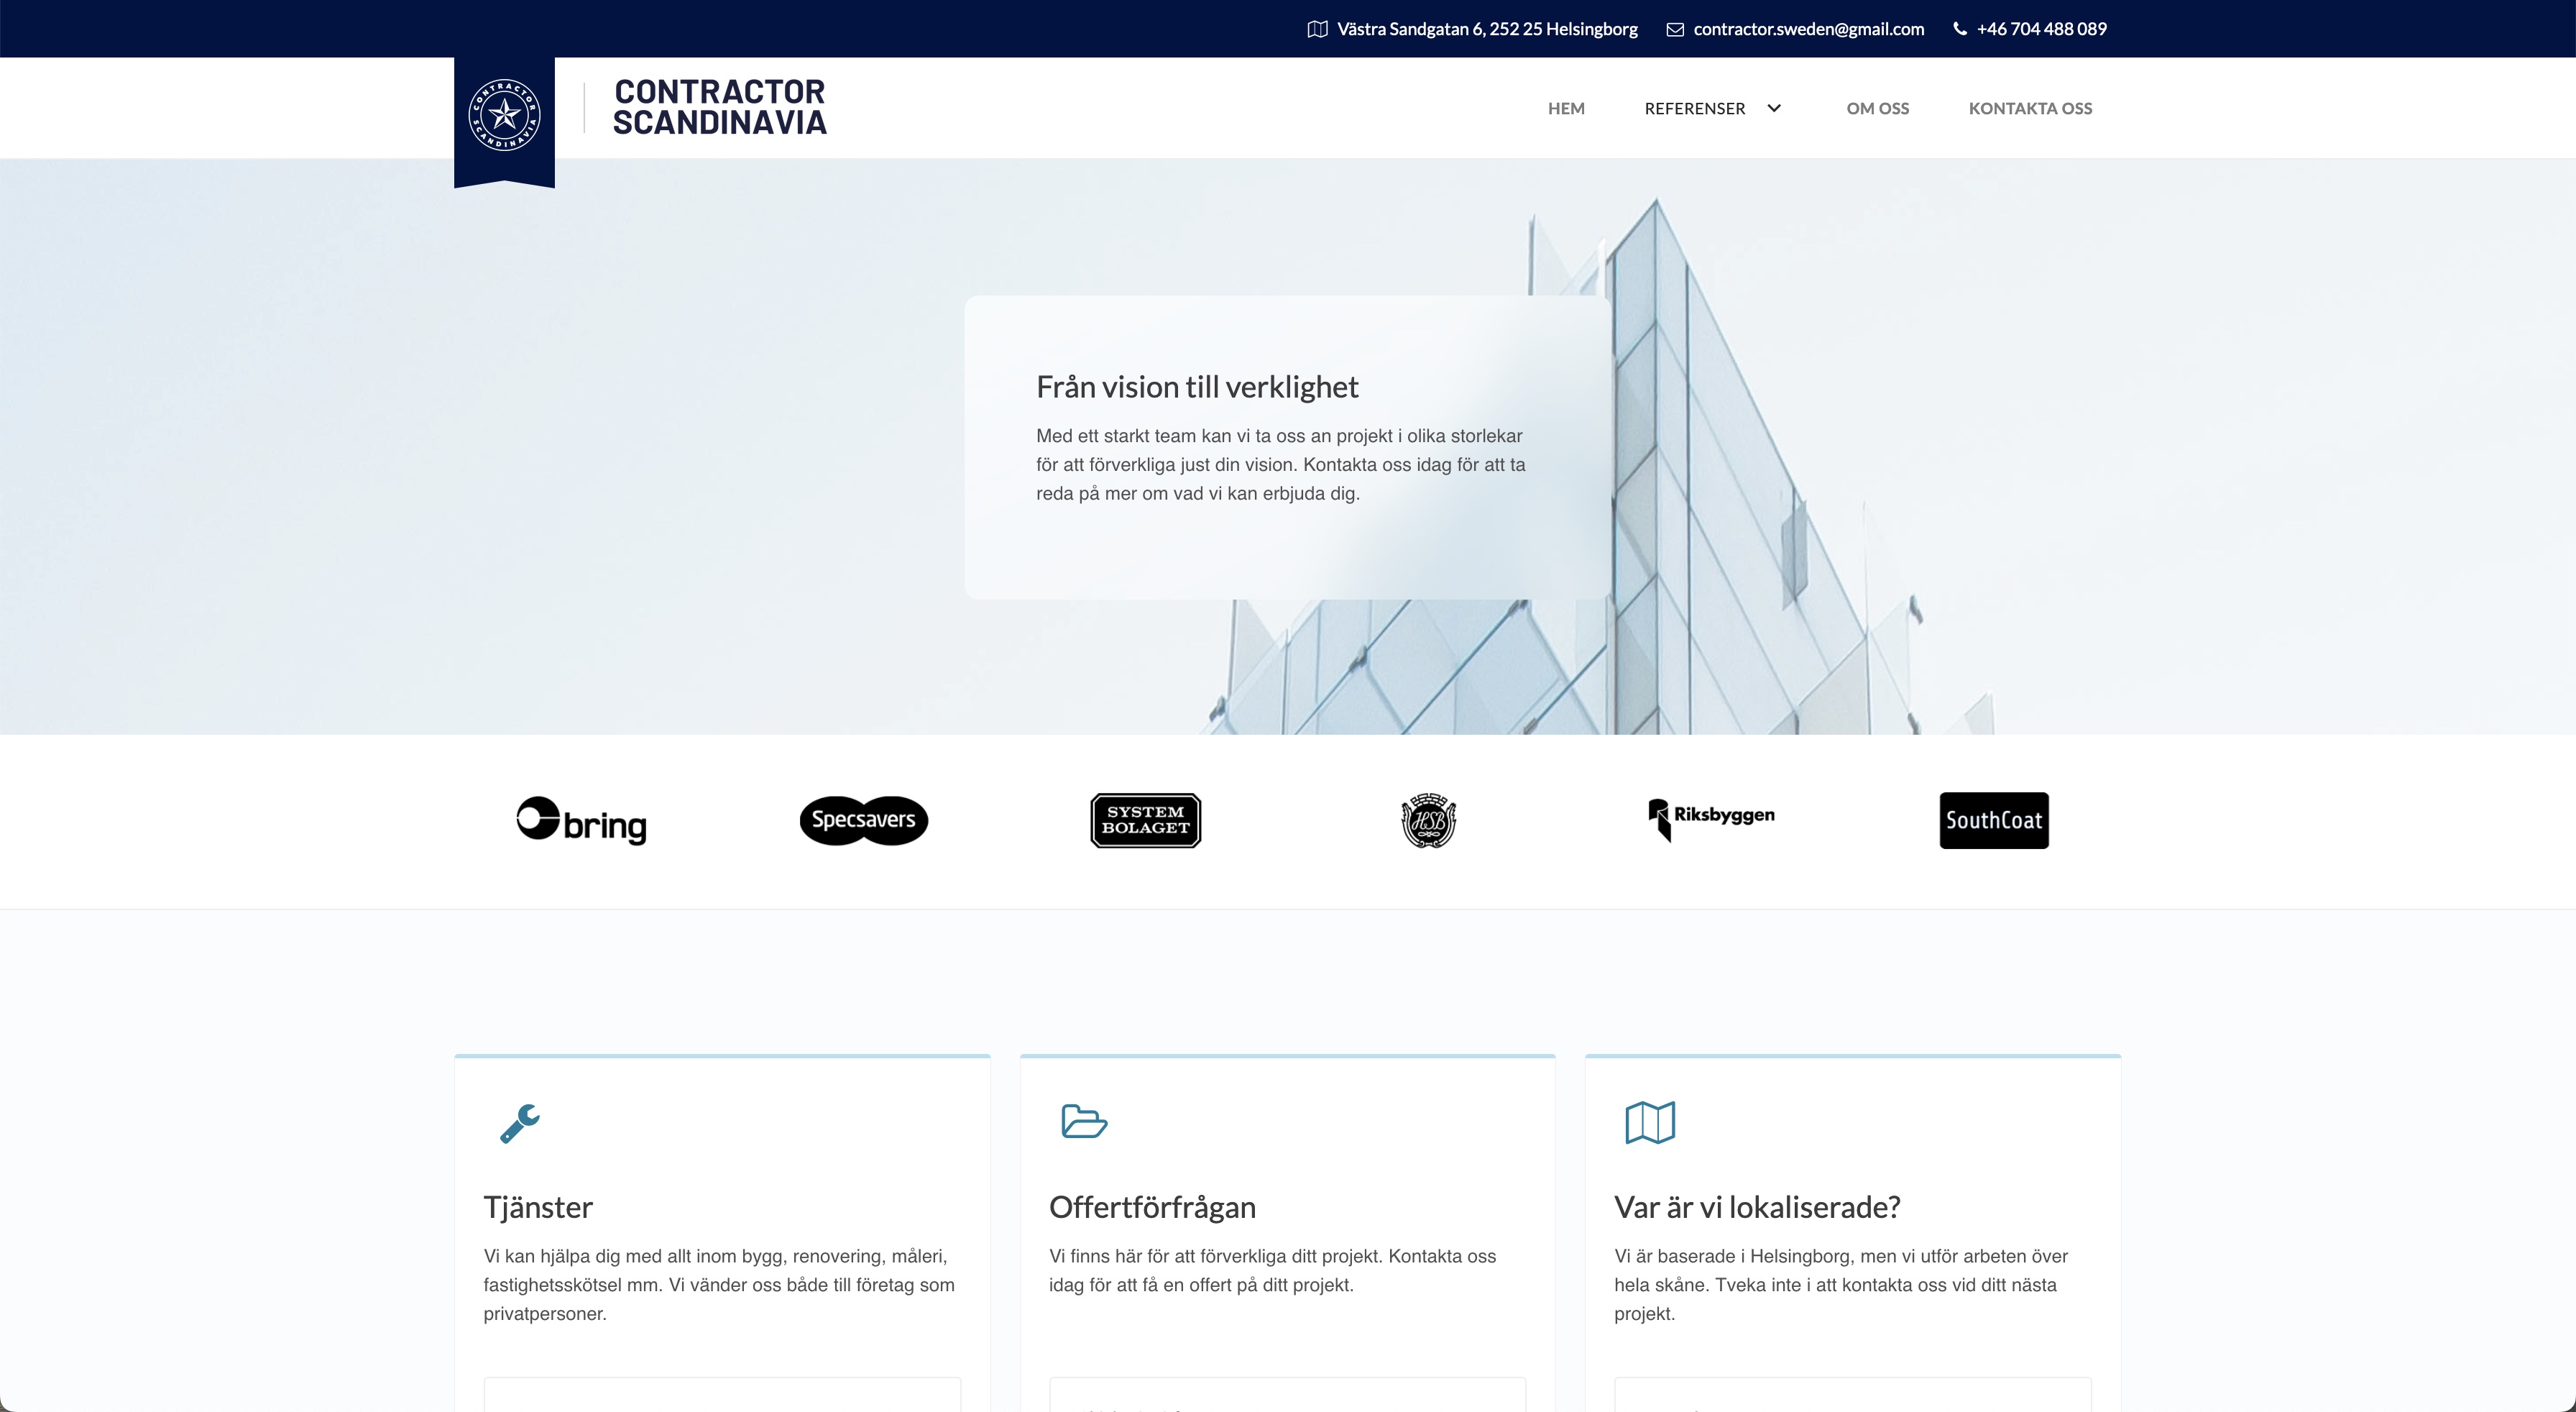 Västra Sandgatan 6, 252 25 Helsingborg
contractor.sweden@gmail.com
+46 704 488 089
CONTRACTOR SCANDINAVIA
CONTRACTOR
SCANDINAVIA
HEM
REFERENSER
OM OSS
KONTAKTA OSS
Från vision till verklighet
Med ett starkt team kan vi ta oss an projekt i olika storlekar
för att förverkliga just din vision. Kontakta oss idag för att ta
reda på mer om vad vi kan erbjuda dig.
bring
Specsavers
SYSTEM
BOLAGET
HSB
Riksbyggen
SouthCoat
Tjänster
Vi kan hjälpa dig med allt inom bygg, renovering, måleri,
fastighetsskötsel mm. Vi vänder oss både till företag som
privatpersoner.
Offertförfrågan
Vi finns här för att förverkliga ditt projekt. Kontakta oss
idag för att få en offert på ditt projekt.
Var är vi lokaliserade?
Vi är baserade i Helsingborg, men vi utför arbeten över
hela skåne. Tveka inte i att kontakta oss vid ditt nästa
projekt.